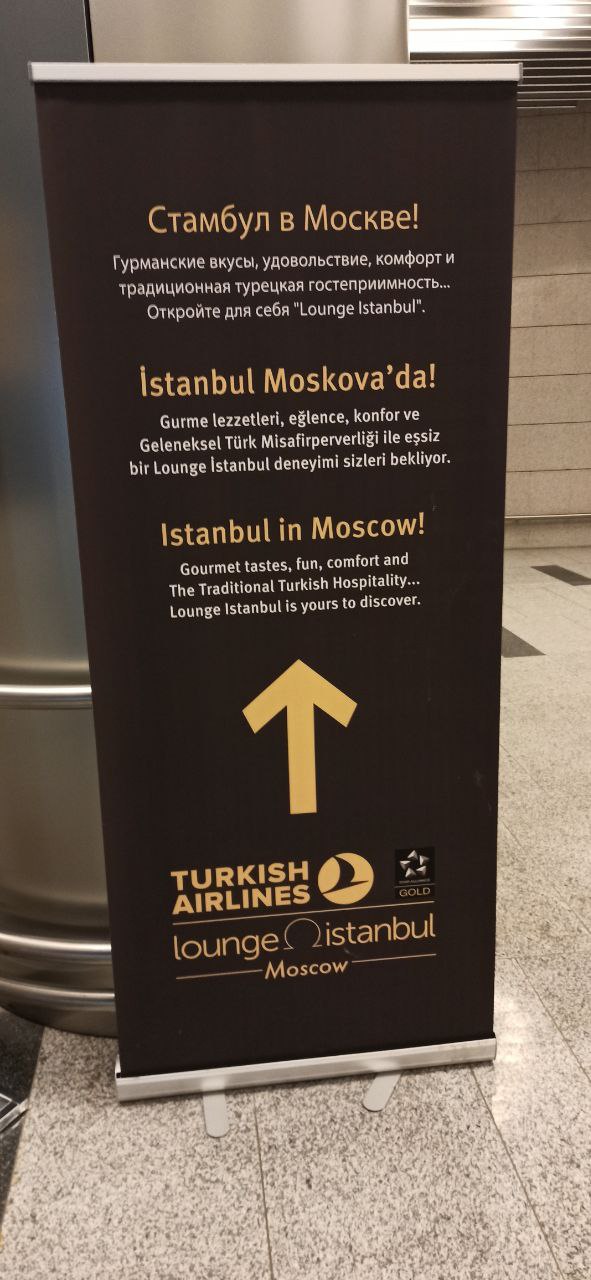 Стамбул в Москве!
Гурманские вкусы, удовольствие, комфорт и
традиционная турецкая гостеприимность...
Откройте для себя "Lounge Istanbul".
İstanbul Moskova'da!
Gurme lezzetleri, eğlence, konfor ve
Geleneksel Türk Misafirperverliği ile eşsiz
bir Lounge İstanbul deneyimi sizleri bekliyor.
Istanbul in Moscow!
Gourmet tastes, fun, comfort and
The Traditional Turkish Hospitality...
Lounge Istanbul is yours to discover.
TURKISH
AIRLINES
STAR ALLIANCE
GOLD
lounge istanbul
Moscow